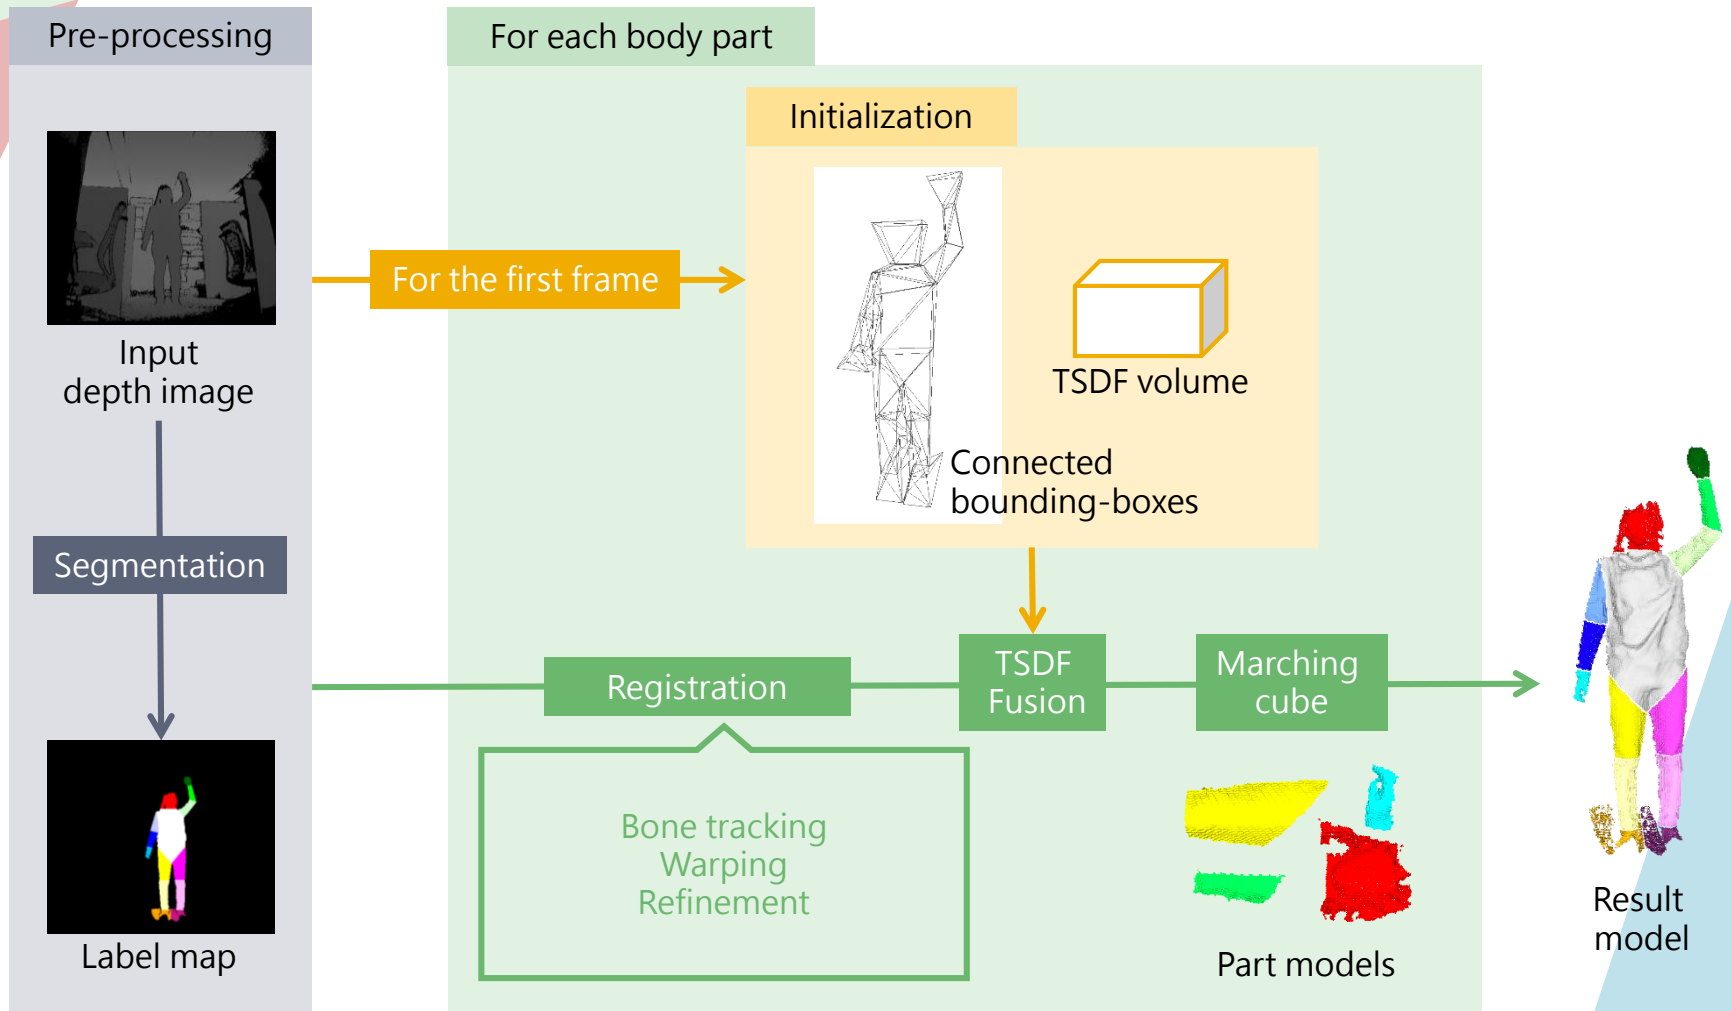 Pre-processing
For each body part
Initialization
For the first frame
Input
depth image
TSDF volume
Connected
bounding-boxes
Segmentation
Registration
TSDF
Fusion
Marching
cube
Bone tracking
Warping
Refinement
Label map
Part models
Result
model